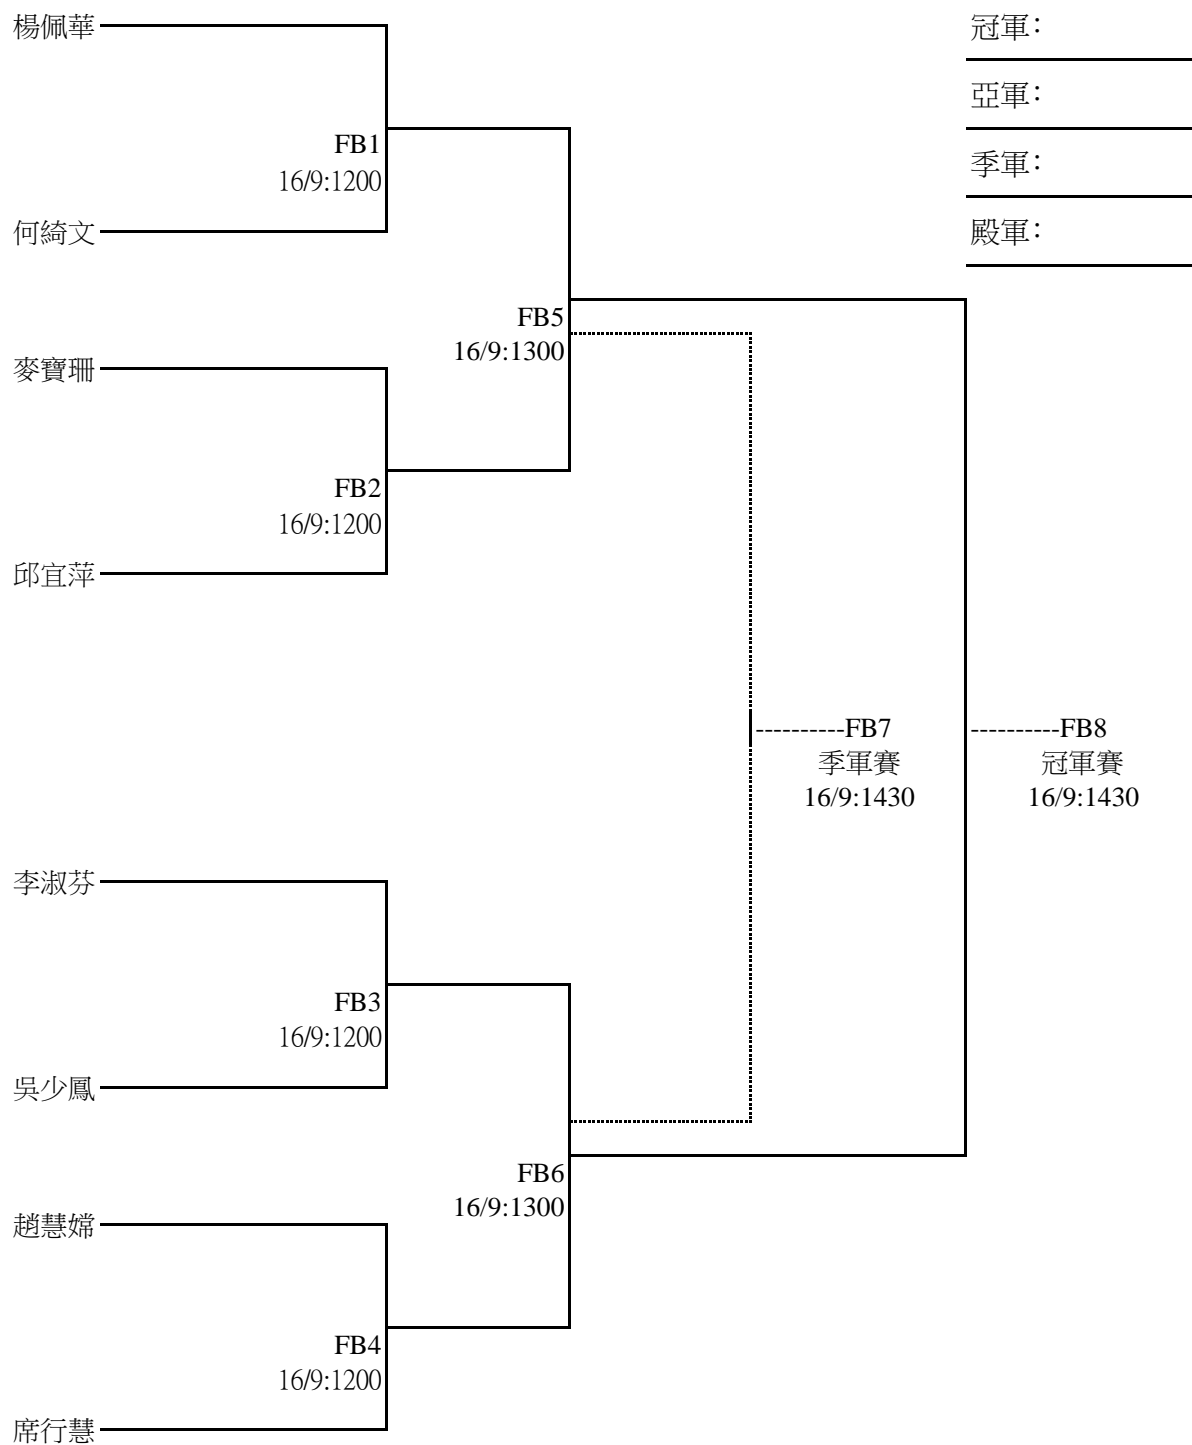 楊佩華
冠軍：
亞軍：
FB1
季軍：
16/9:1200
何綺文
殿軍：
FB5
16/9:1300
麥寶珊
FB2
16/9:1200
邱宜萍
----------FB7
季軍賽
16/9:1430
----------FB8
冠軍賽
16/9:1430
李淑芬
FB3
16/9:1200
吳少鳳
FB6
16/9:1300
趙慧嫦
FB4
16/9:1200
席行慧